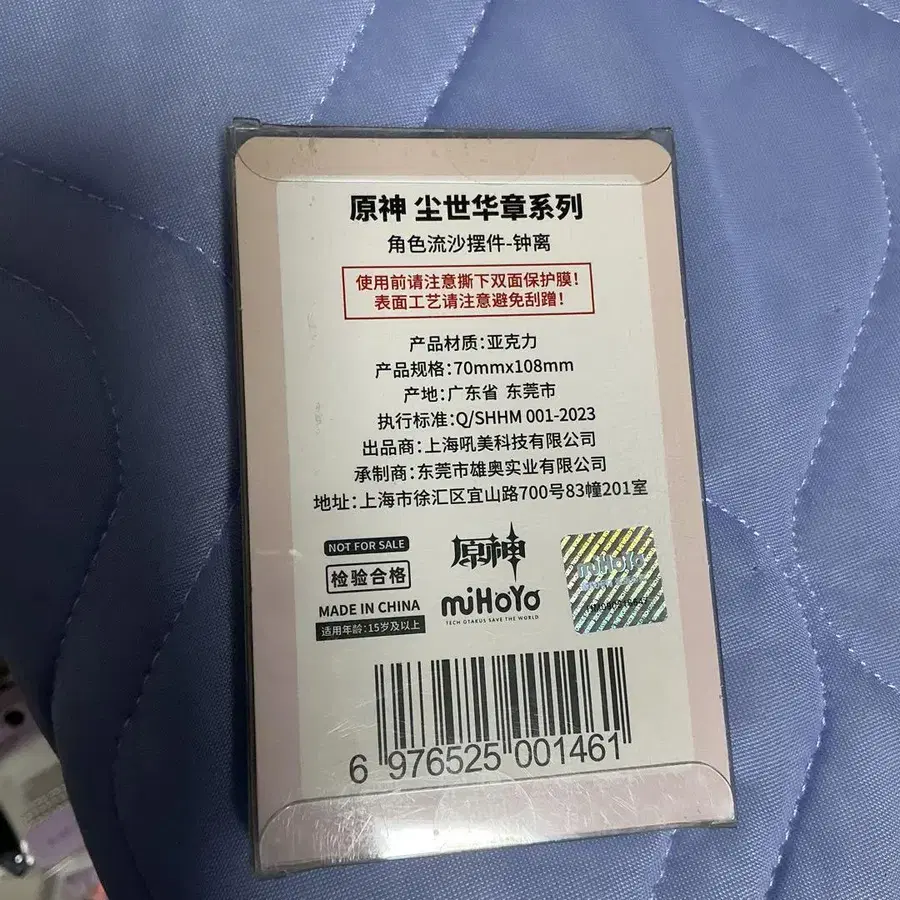 原神 尘世华章系列
角色流沙摆件-钟离
使用前请注意撕下双面保护膜!
表面工艺请注意避免刮蹭!
产品材质:亚克力
产品规格:70mmx108mm
产地:广东省 东莞市
执行标准:Q/SHHM 001-2023
出品商:上海吼美科技有限公司
承制商:东莞市雄奥实业有限公司
地址:上海市徐汇区宜山路700号83幢201室
NOT FOR SALE
检验合格
MADE IN CHINA
适用年龄:15岁及以上
原神
miHoYo
TECH OTAKUS SAVE THE WORLD
miHoYo
6 976525 001461